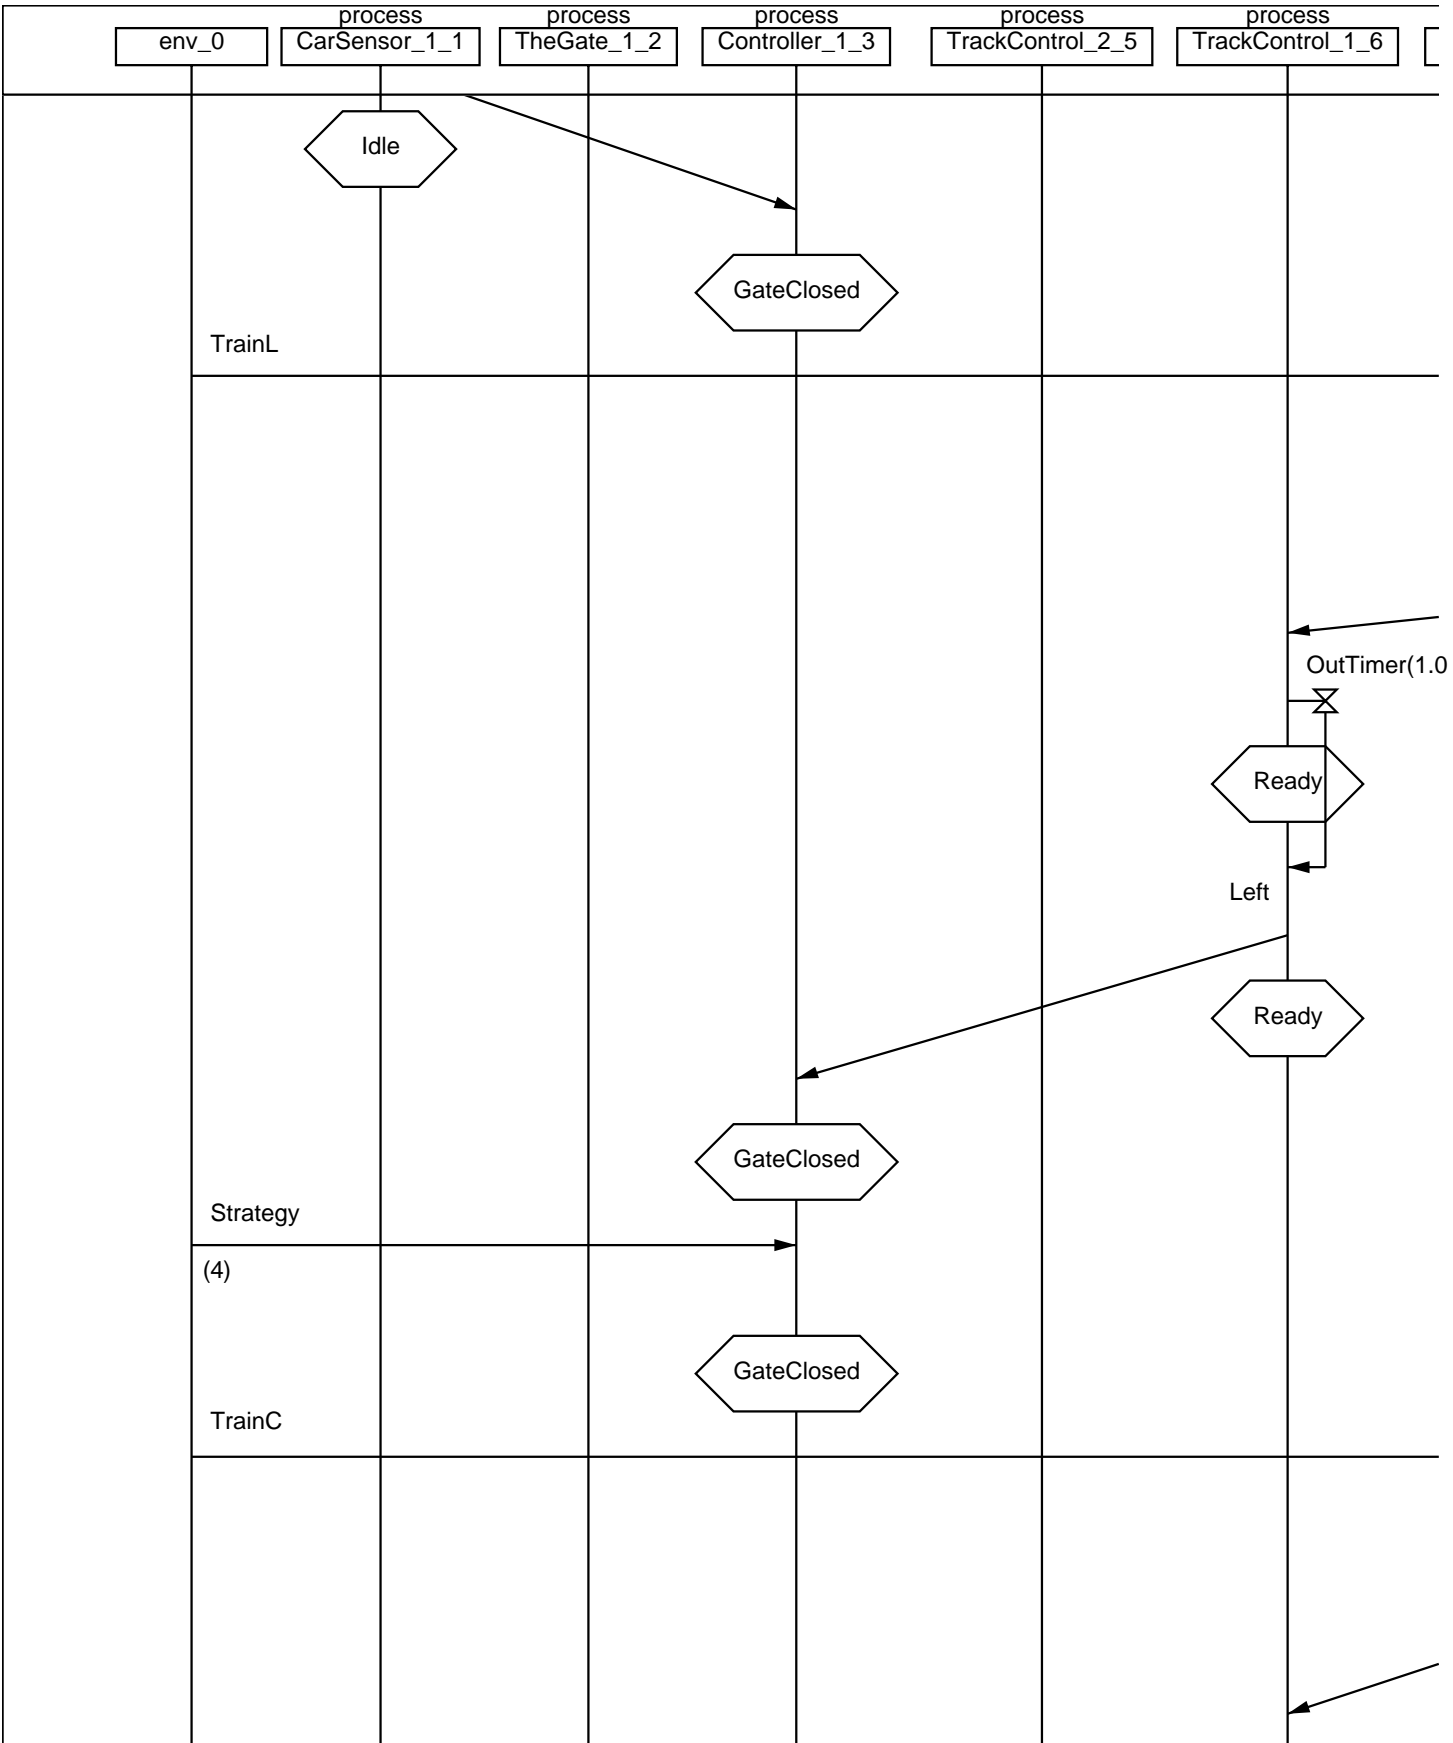 process process process process process
env_0 CarSensor_1_1 TheGate_1_2 Controller_1_3 TrackControl_2_5 TrackControl_1_6
Idle
GateClosed
TrainL
OutTimer(1.0
Ready
Left
Ready
GateClosed
Strategy
(4)
GateClosed
TrainC